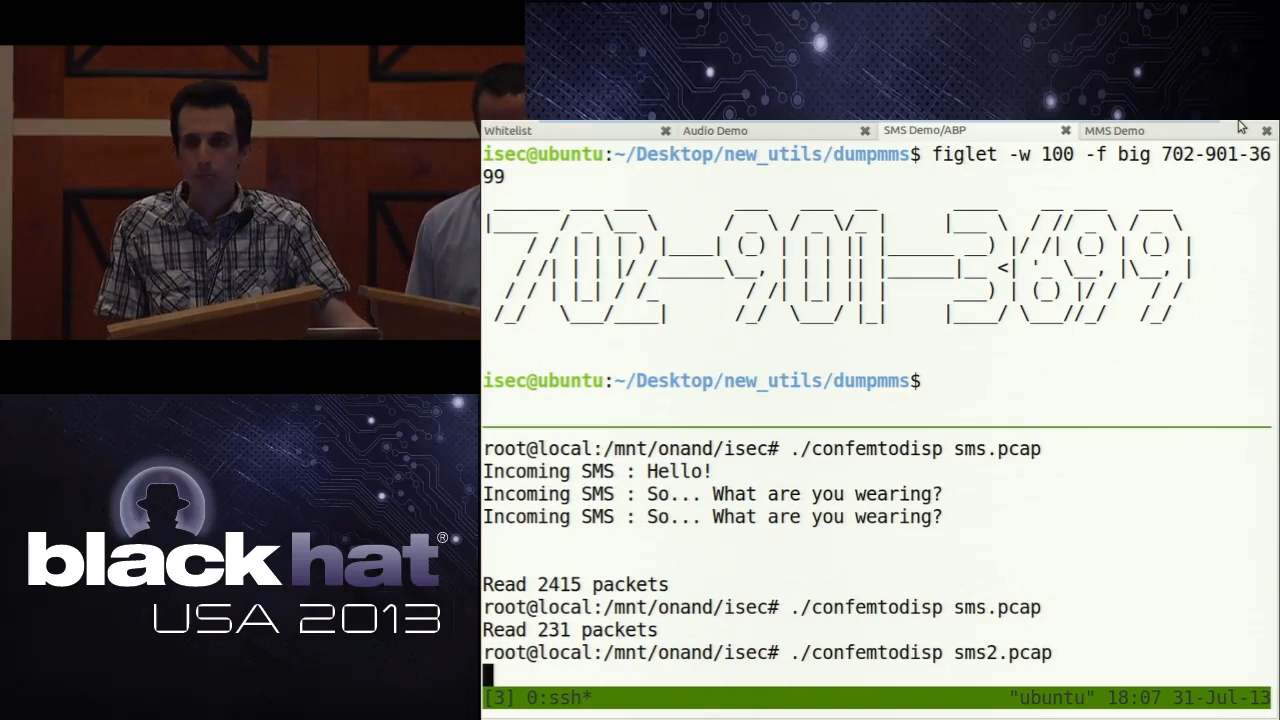 Whitelist
Audio Demo
SMS Demo/ABP
MMS Demo
isec@ubuntu:~/Desktop/new_utils/dumpmms$ figlet -w 100 -f big 702-901-36
99
702-901-3699
isec@ubuntu:~/Desktop/new_utils/dumpmms$
root@local:/mnt/onand/isec# ./confemtodisp sms.pcap
Incoming SMS : Hello!
Incoming SMS : So... What are you wearing?
Incoming SMS : So... What are you wearing?
Read 2415 packets
root@local:/mnt/onand/isec# ./confemtodisp sms.pcap
Read 231 packets
root@local:/mnt/onand/isec# ./confemtodisp sms2.pcap
[3] 0:ssh* "ubuntu" 18:07 31-Jul-13
blackhat®
USA 2013